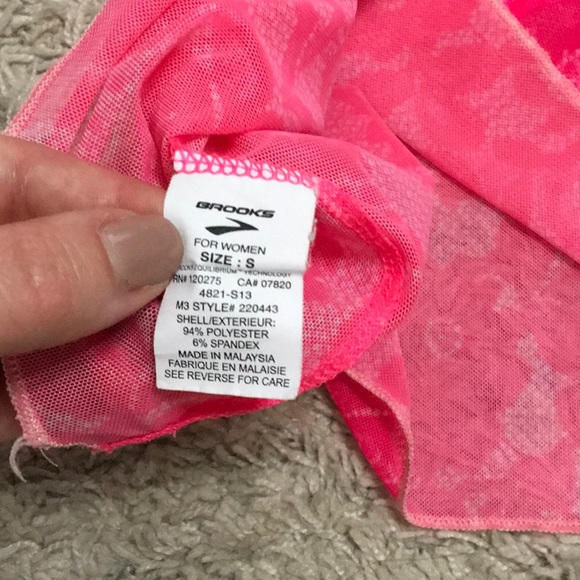 BROOKS
FOR WOMEN
SIZE : S
EQUILIBRIUM™ TECHNOLOGY
RN# 120275 CA# 07820
4821-S13
M3 STYLE# 220443
SHELL/EXTERIEUR:
94% POLYESTER
6% SPANDEX
MADE IN MALAYSIA
FABRIQUE EN MALAISIE
SEE REVERSE FOR CARE